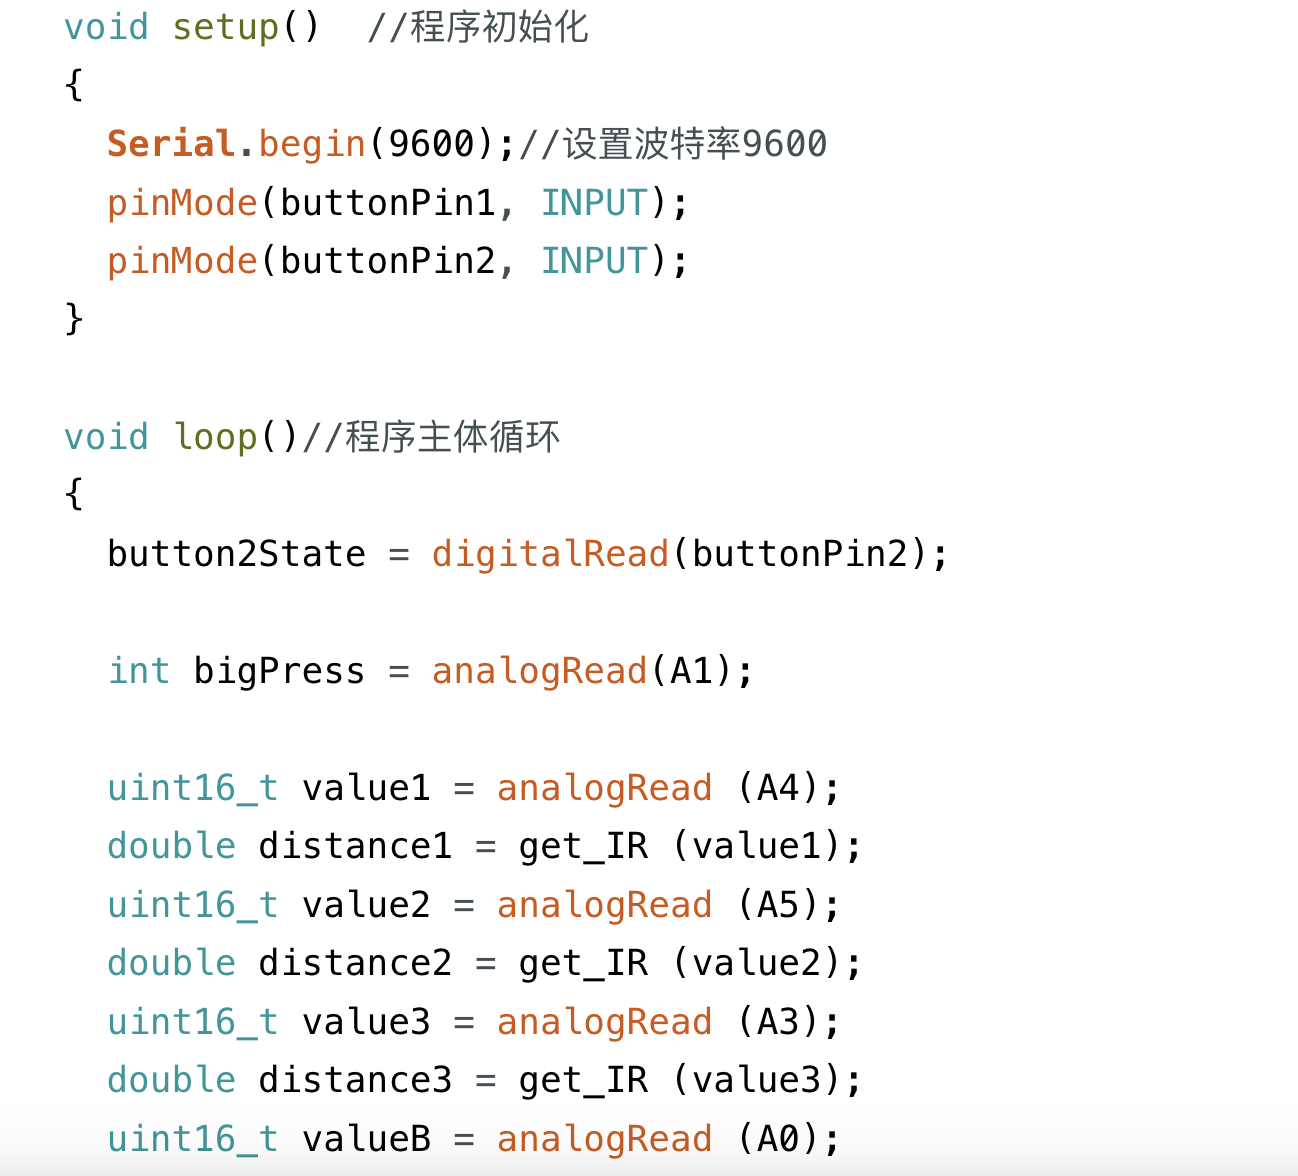 void setup()  //程序初始化
{
  Serial.begin(9600);//设置波特率9600
  pinMode(buttonPin1, INPUT);
  pinMode(buttonPin2, INPUT);
}

void loop()//程序主体循环
{
  button2State = digitalRead(buttonPin2);

  int bigPress = analogRead(A1);

  uint16_t value1 = analogRead (A4);
  double distance1 = get_IR (value1);
  uint16_t value2 = analogRead (A5);
  double distance2 = get_IR (value2);
  uint16_t value3 = analogRead (A3);
  double distance3 = get_IR (value3);
  uint16_t valueB = analogRead (A0);